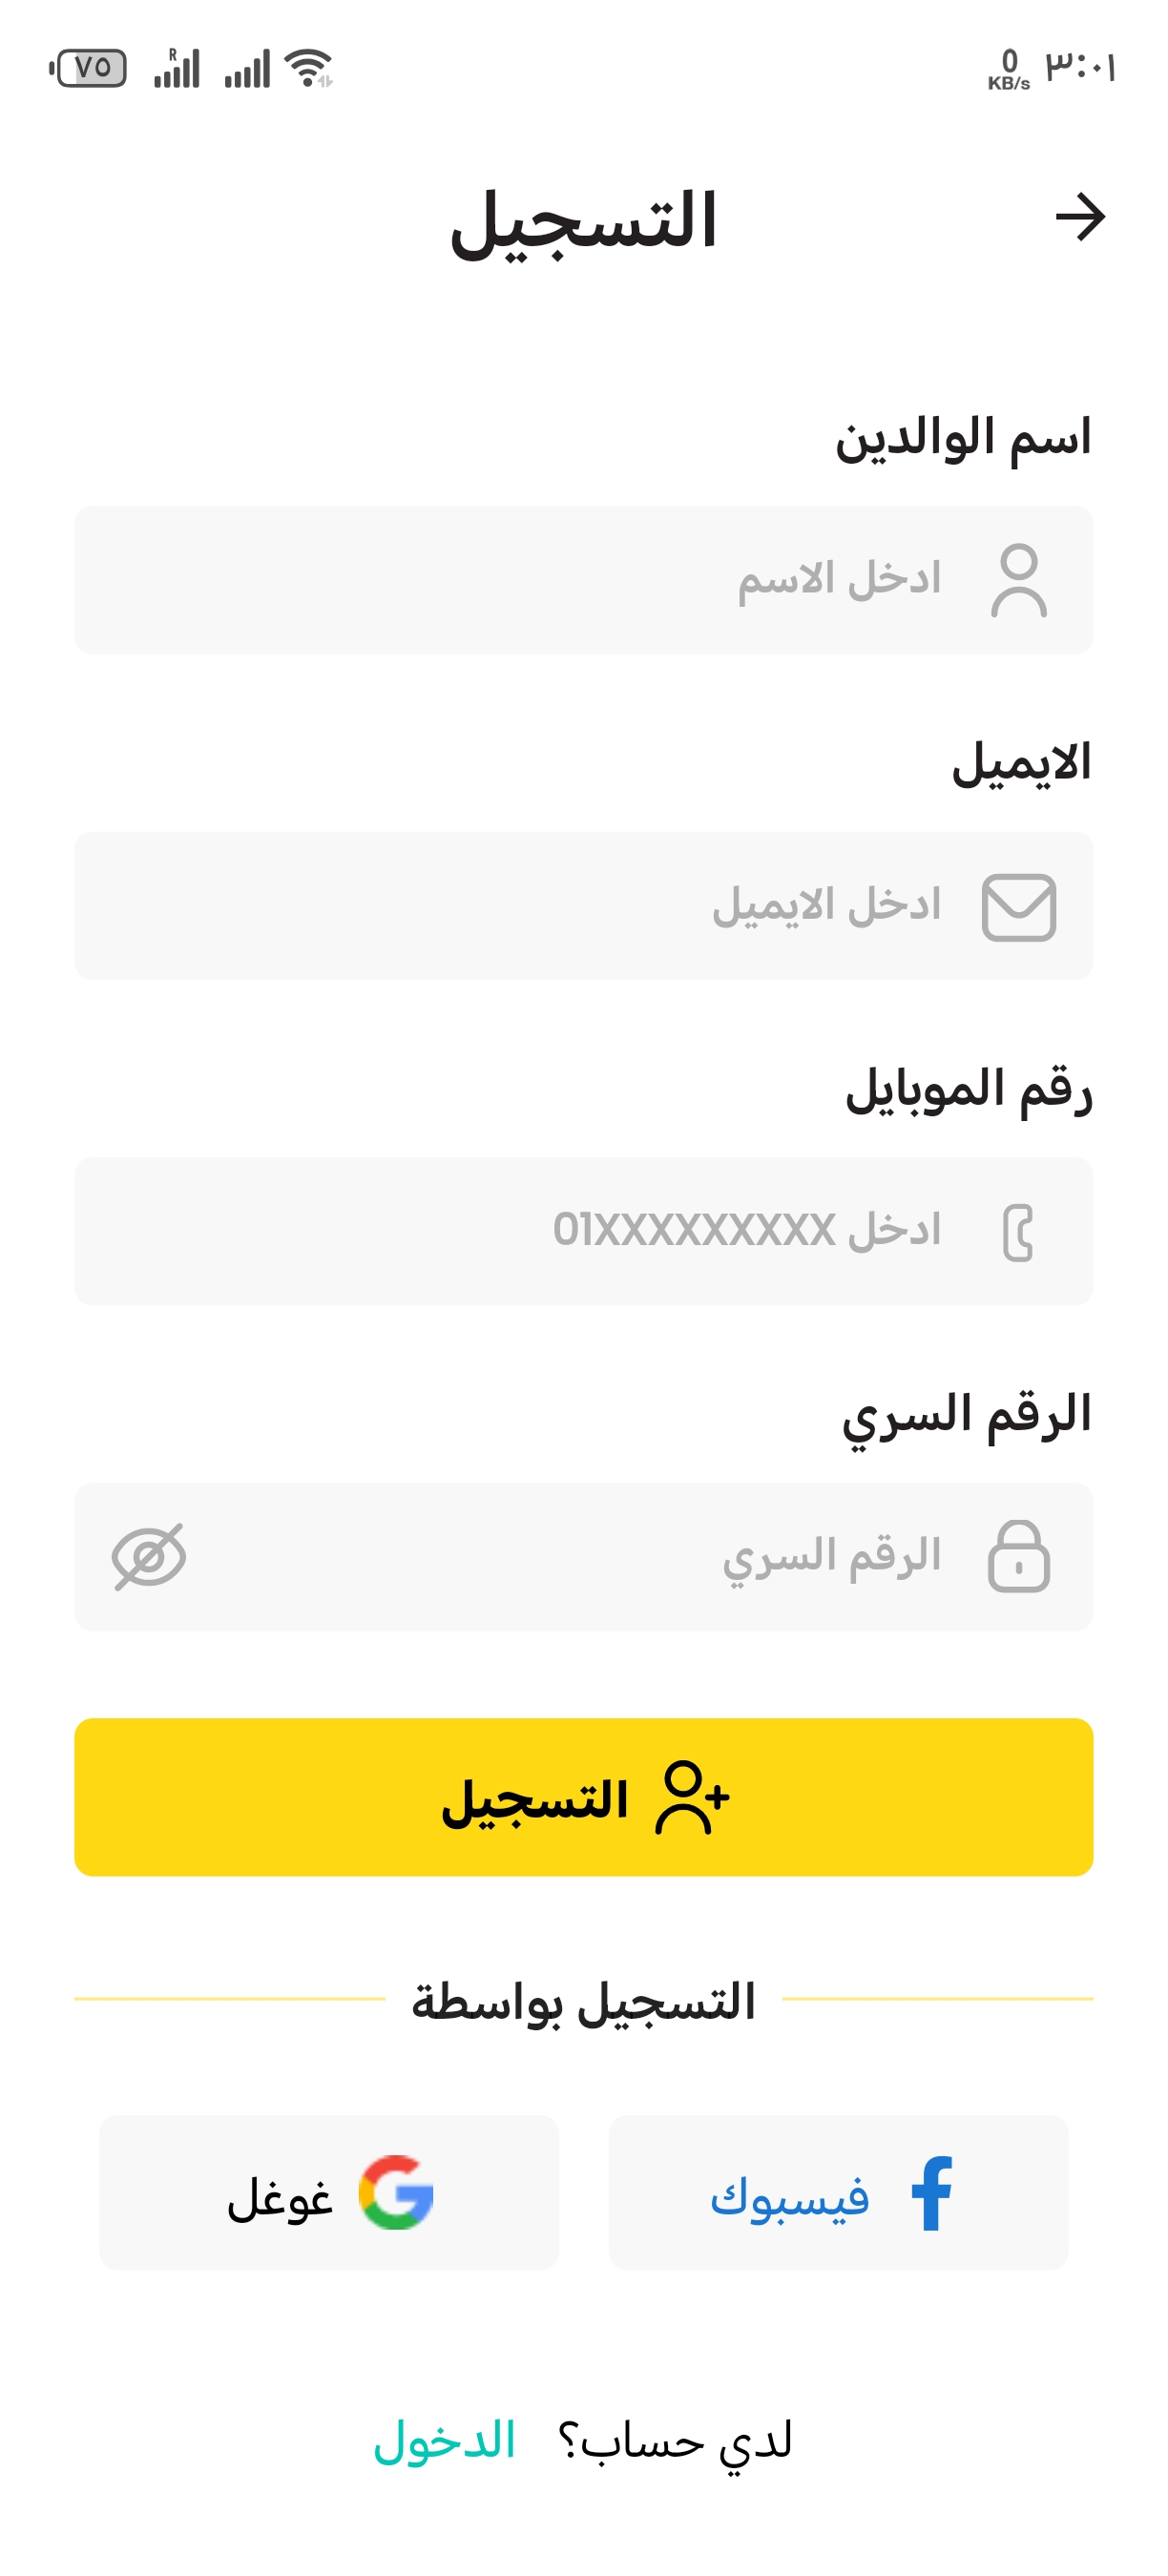 ٣:٠١
0
KB/s
R
٧٥
التسجيل
اسم الوالدين
ادخل الاسم
الايميل
ادخل الايميل
رقم الموبايل
ادخل 01XXXXXXXXX
الرقم السري
الرقم السري
التسجيل
التسجيل بواسطة
فيسبوك
غوغل
لدي حساب؟ الدخول